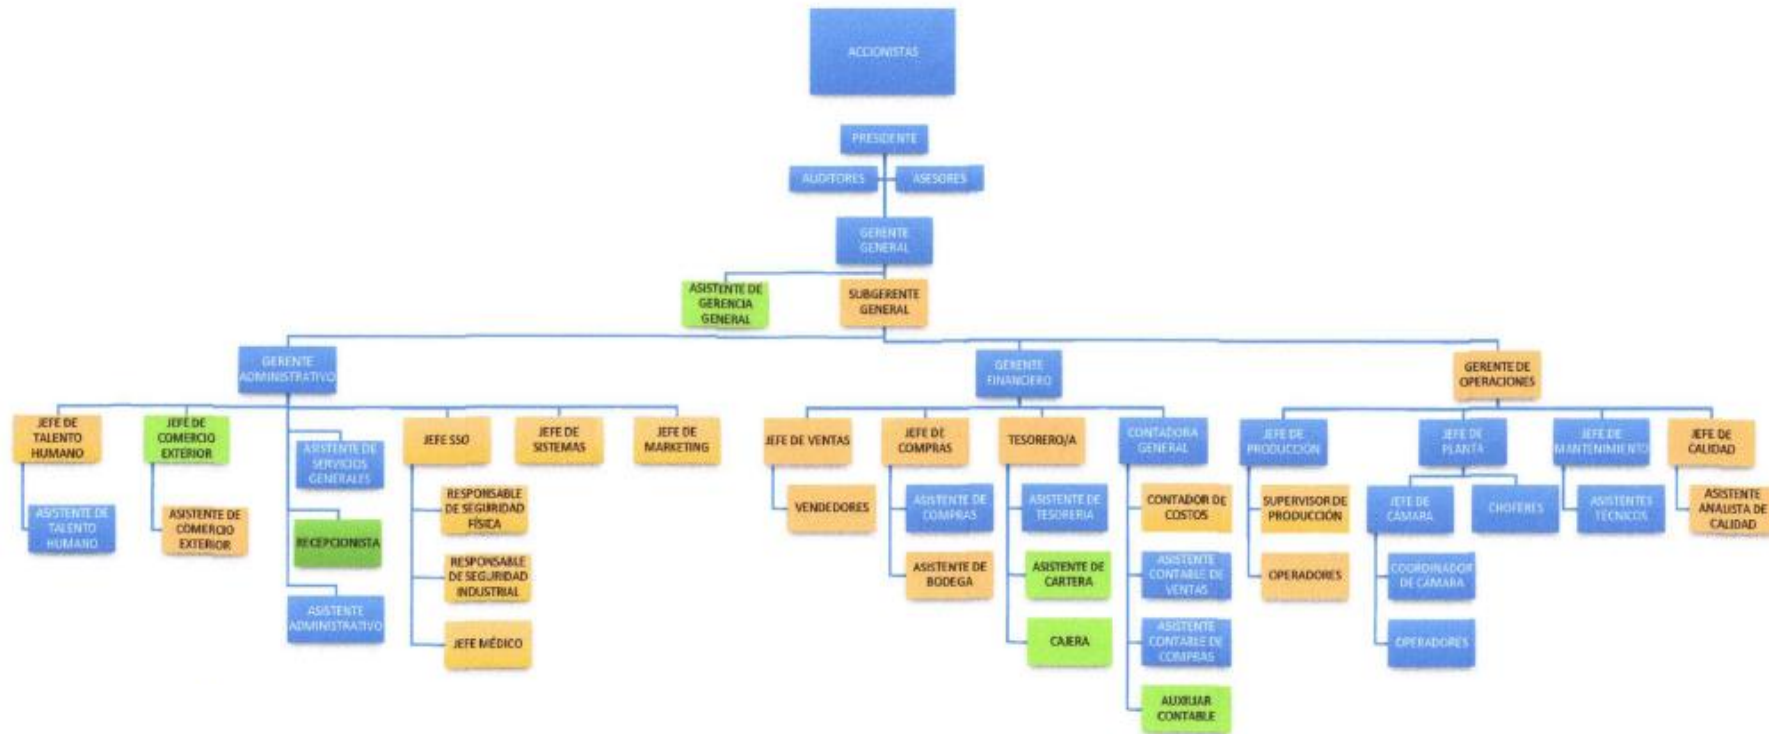 ACCIONISTAS
PRESIDENTE
AUDITORES
ASESORES
GERENTE
GENERAL
ASISTENTE DE
GERENCIA
GENERAL
SUBGERENTE
GENERAL
GERENTE
ADMINISTRATIVO
GERENTE
FINANCIERO
GERENTE DE
OPERACIONES
JEFE DE
TALENTO
HUMANO
JEFE DE
COMERCIO
EXTERIOR
ASISTENTE DE
SERVICIOS
GENERALES
JEFE SSO
JEFE DE
SISTEMAS
JEFE DE
MARKETING
JEFE DE VENTAS
JEFE DE
COMPRAS
TESORERO/A
CONTADORA
GENERAL
JEFE DE
PRODUCCIÓN
JEFE DE
PLANTA
JEFE DE
MANTENIMIENTO
JEFE DE
CALIDAD
ASISTENTE DE
TALENTO
HUMANO
ASISTENTE DE
COMERCIO
EXTERIOR
RECEPCIONISTA
RESPONSABLE
DE SEGURIDAD
FÍSICA
VENDEDORES
ASISTENTE DE
COMPRAS
ASISTENTE DE
TESORERIA
CONTADOR DE
COSTOS
SUPERVISOR DE
PRODUCCIÓN
JEFE DE
CÁMARA
CHOFERES
ASISTENTES
TÉCNICOS
ASISTENTE
ANALISTA DE
CALIDAD
RESPONSABLE
DE SEGURIDAD
INDUSTRIAL
ASISTENTE DE
BODEGA
ASISTENTE DE
CARTERA
ASISTENTE
CONTABLE DE
VENTAS
OPERADORES
COORDINADOR
DE CÁMARA
ASISTENTE
ADMINISTRATIVO
JEFE MÉDICO
CAJERA
ASISTENTE
CONTABLE DE
COMPRAS
OPERADORES
AUXILIAR
CONTABLE